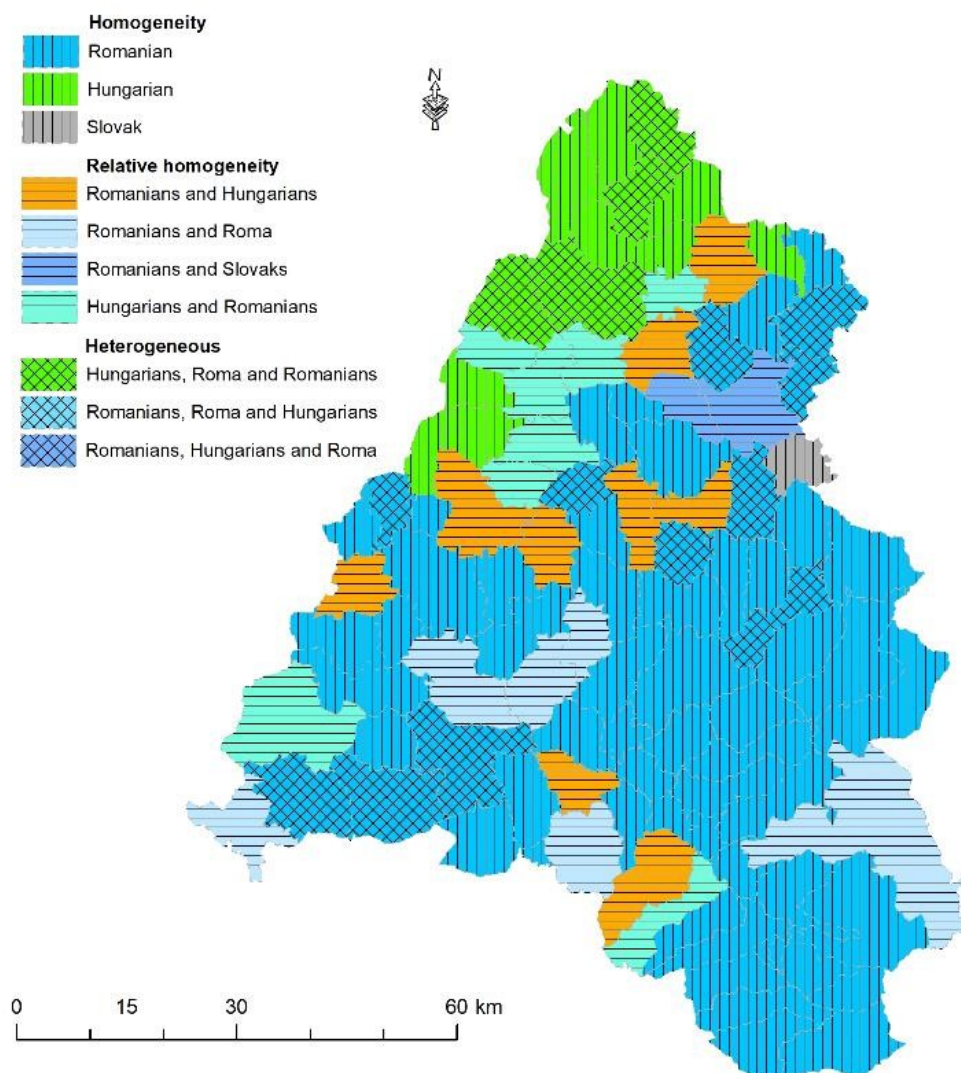 Homogeneity
Romanian
Hungarian
Slovak
Relative homogeneity
Romanians and Hungarians
Romanians and Roma
Romanians and Slovaks
Hungarians and Romanians
Heterogeneous
Hungarians, Roma and Romanians
Romanians, Roma and Hungarians
Romanians, Hungarians and Roma
N
0 15 30 60 km